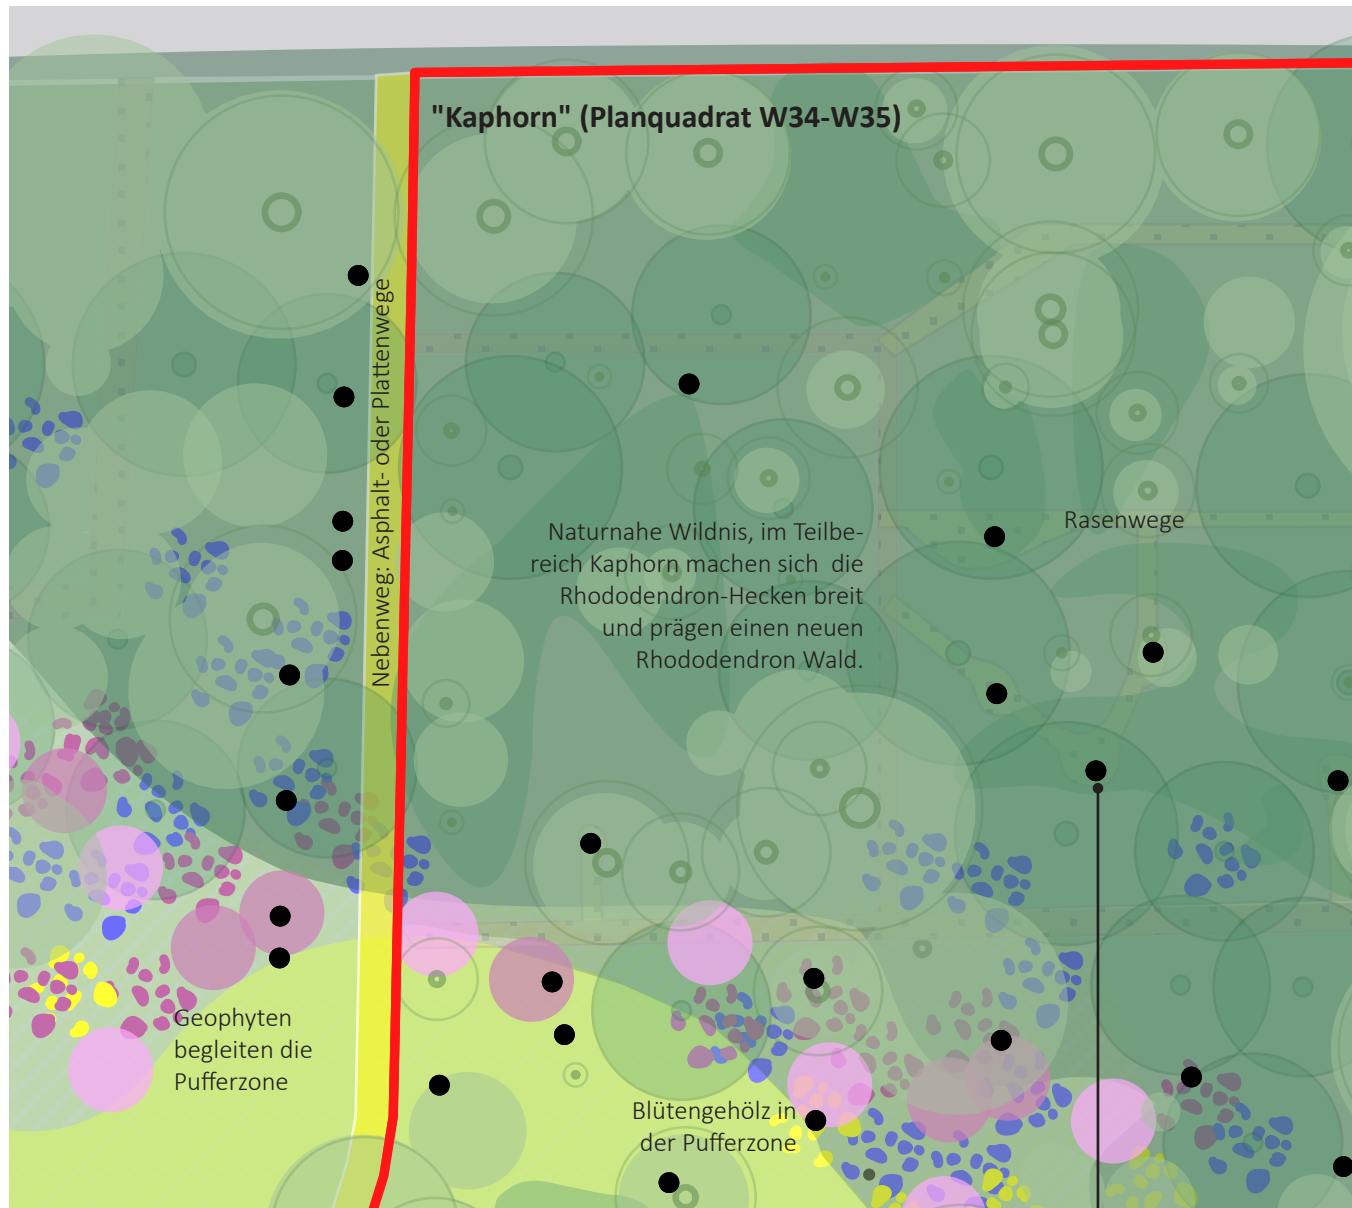 "Kaphorn" (Planquadrat W34-W35)
Nebenweg: Asphalt- oder Plattenwege
Naturnahe Wildnis, im Teilbe-
reich Kaphorn machen sich die
Rhododendron-Hecken breit
und prägen einen neuen
Rhododendron Wald.
Rasenwege
Geophyten
begleiten die
Pufferzone
Blütengehölz in
der Pufferzone